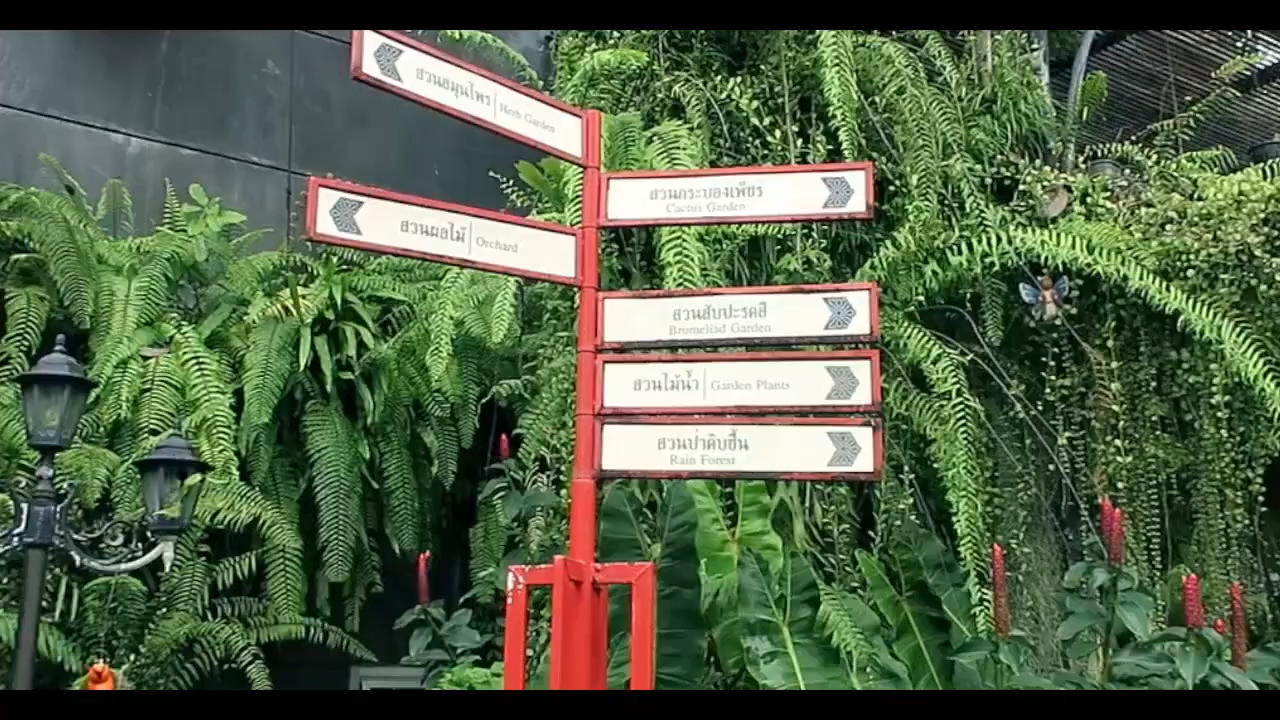 สวนสมุนไพร | Herb Garden
สวนผลไม้ | Orchard
สวนกระบองเพ็ชร
Cactus Garden
สวนสับปะรดสี
Bromeliad Garden
สวนไม้น้ำ | Garden Plants
สวนป่าดิบชื้น
Rain Forest